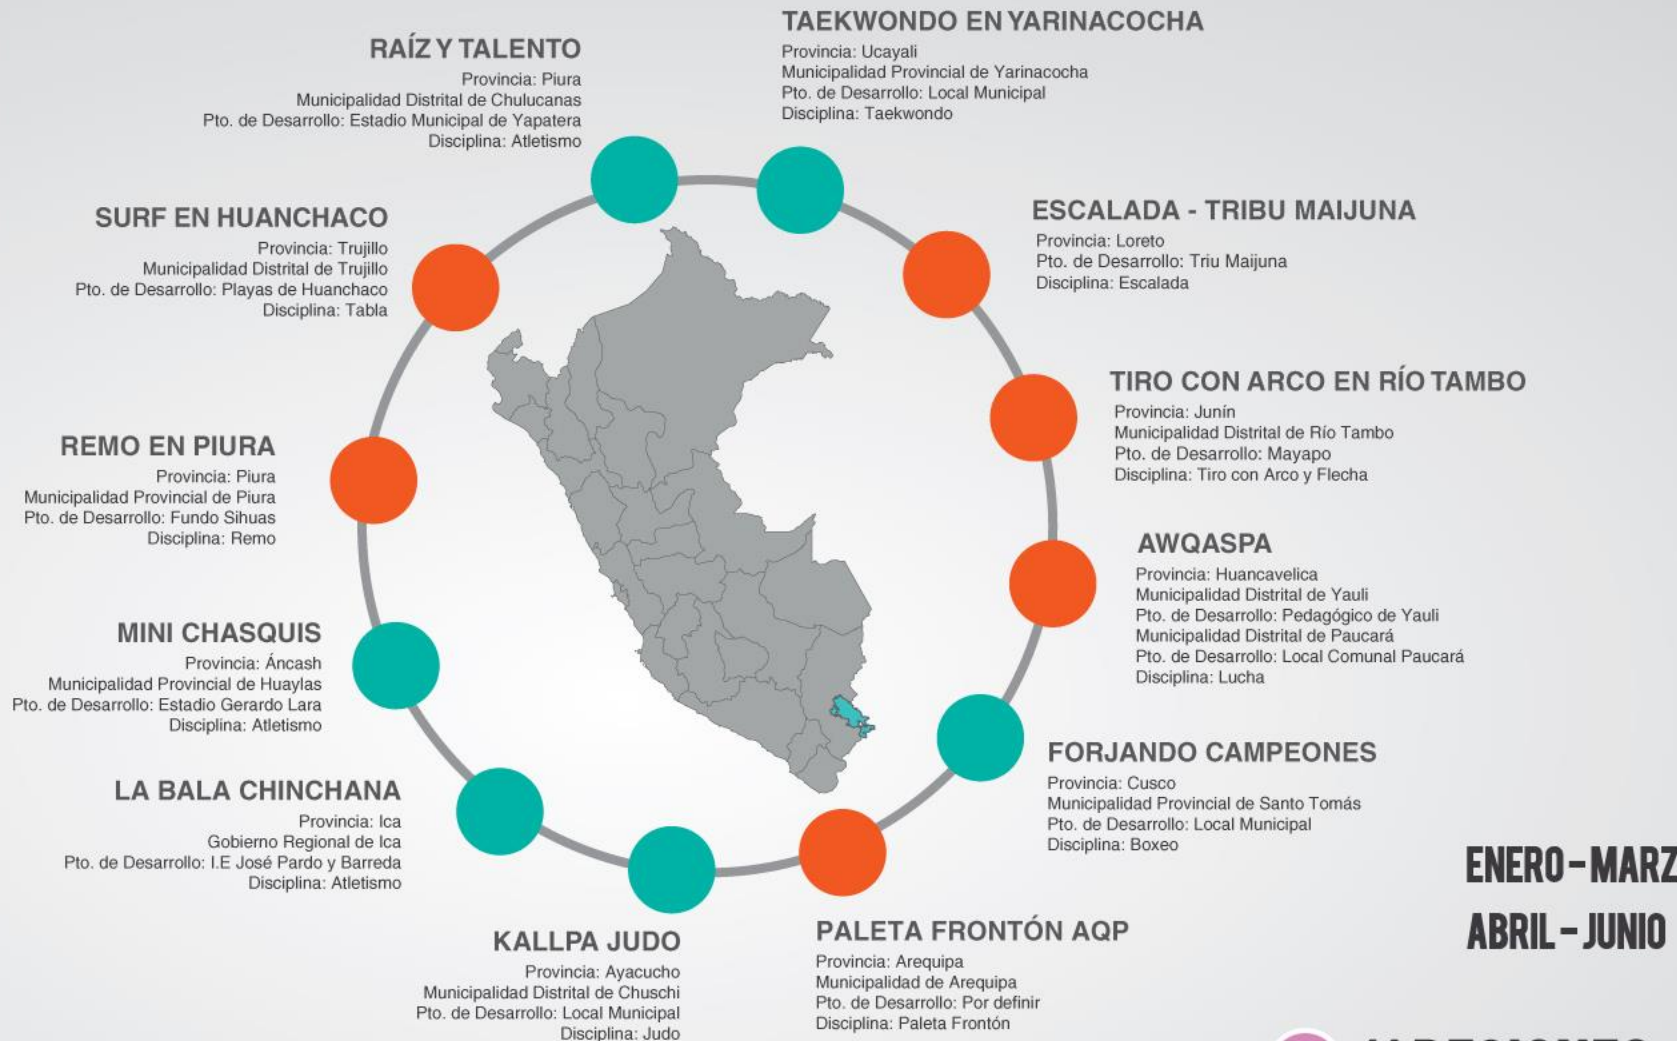 TAEKWONDO EN YARINACOCHA
Provincia: Ucayali
Municipalidad Provincial de Yarinacocha
Pto. de Desarrollo: Local Municipal
Disciplina: Taekwondo
RAÍZ Y TALENTO
Provincia: Piura
Municipalidad Distrital de Chulucanas
Pto. de Desarrollo: Estadio Municipal de Yapatera
Disciplina: Atletismo
ESCALADA - TRIBU MAIJUNA
Provincia: Loreto
Pto. de Desarrollo: Triu Maijuna
Disciplina: Escalada
SURF EN HUANCHACO
Provincia: Trujillo
Municipalidad Distrital de Trujillo
Pto. de Desarrollo: Playas de Huanchaco
Disciplina: Tabla
TIRO CON ARCO EN RÍO TAMBO
Provincia: Junín
Municipalidad Distrital de Río Tambo
Pto. de Desarrollo: Mayapo
Disciplina: Tiro con Arco y Flecha
REMO EN PIURA
Provincia: Piura
Municipalidad Provincial de Piura
Pto. de Desarrollo: Fundo Sihuas
Disciplina: Remo
AWQASPA
Provincia: Huancavelica
Municipalidad Distrital de Yauli
Pto. de Desarrollo: Pedagógico de Yauli
Municipalidad Distrital de Paucará
Pto. de Desarrollo: Local Comunal Paucará
Disciplina: Lucha
MINI CHASQUIS
Provincia: Áncash
Municipalidad Provincial de Huaylas
Pto. de Desarrollo: Estadio Gerardo Lara
Disciplina: Atletismo
FORJANDO CAMPEONES
Provincia: Cusco
Municipalidad Provincial de Santo Tomás
Pto. de Desarrollo: Local Municipal
Disciplina: Boxeo
LA BALA CHINCHANA
Provincia: Ica
Gobierno Regional de Ica
Pto. de Desarrollo: I.E José Pardo y Barreda
Disciplina: Atletismo
ENERO - MARZ
ABRIL - JUNIO
KALLPA JUDO
Provincia: Ayacucho
Municipalidad Distrital de Chuschi
Pto. de Desarrollo: Local Municipal
Disciplina: Judo
PALETA FRONTÓN AQP
Provincia: Arequipa
Municipalidad de Arequipa
Pto. de Desarrollo: Por definir
Disciplina: Paleta Frontón